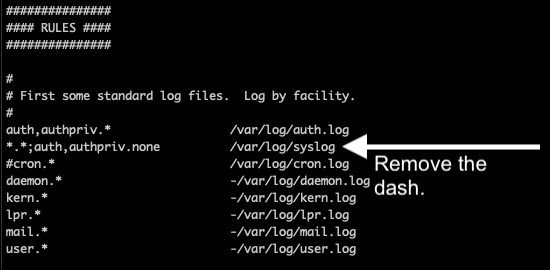 ###############
#### RULES ####
###############
#
# First some standard log files.  Log by facility.
#
auth,authpriv.*                 /var/log/auth.log
*.*;auth,authpriv.none          /var/log/syslog
#cron.*                         /var/log/cron.log
daemon.*                        -/var/log/daemon.log
kern.*                          -/var/log/kern.log
lpr.*                           -/var/log/lpr.log
mail.*                          -/var/log/mail.log
user.*                          -/var/log/user.log
Remove the
dash.